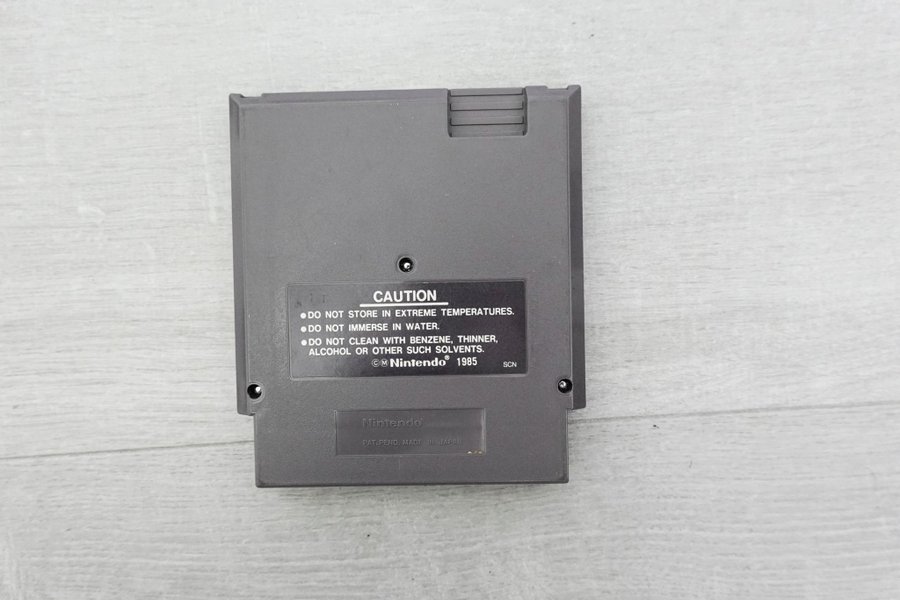 CAUTION
●DO NOT STORE IN EXTREME TEMPERATURES.
●DO NOT IMMERSE IN WATER.
●DO NOT CLEAN WITH BENZENE, THINNER,
ALCOHOL OR OTHER SUCH SOLVENTS.
©Ⓜ Nintendo® 1985 SCN
Nintendo®
PAT. PEND. MADE IN JAPAN